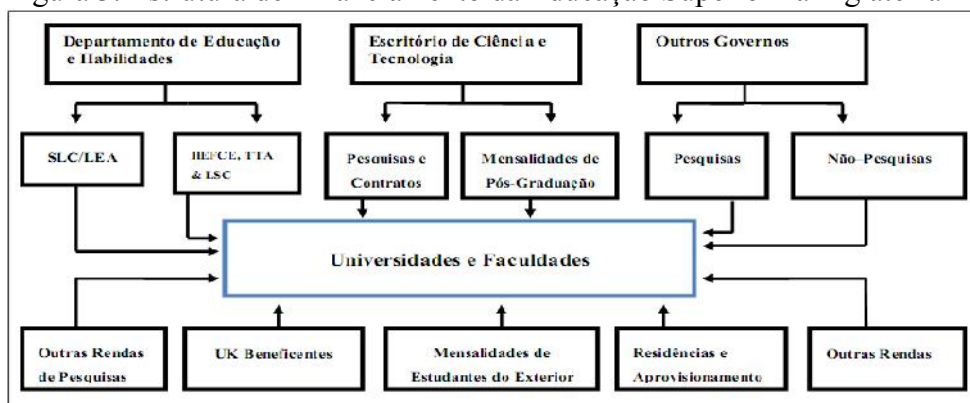 Departamento de Educação
e Habilidades
Escritório de Ciência e
Tecnologia
Outros Governos
SLC/LEA
HEFCE, TTA
& LSC
Pesquisas e
Contratos
Mensalidades de
Pós-Graduação
Pesquisas
Não-Pesquisas
Universidades e Faculdades
Outras Rendas
de Pesquisas
UK Beneficentes
Mensalidades de
Estudantes do Exterior
Residências e
Aprovisionamento
Outras Rendas